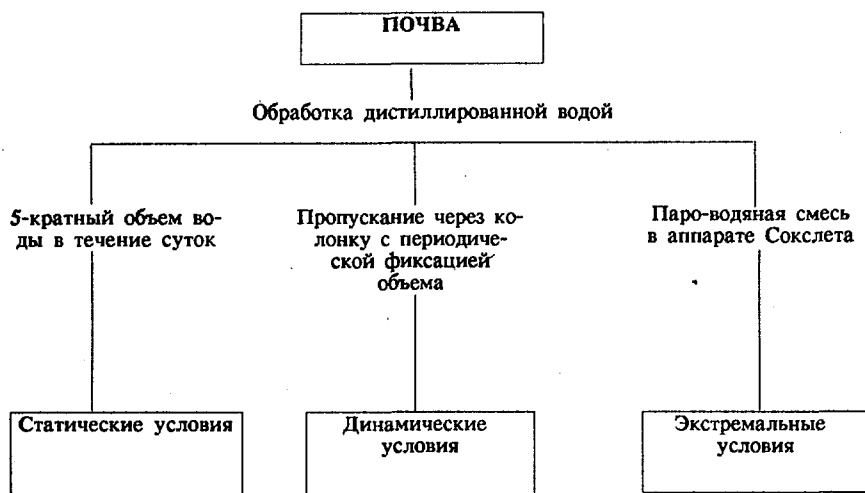 ПОЧВА
Обработка дистиллированной водой
5-кратный объем во-
ды в течение суток
Пропускание через ко-
лонку с периодиче-
ской фиксацией
объема
Паро-водяная смесь
в аппарате Сокслета
Статические условия
Динамические
условия
Экстремальные
условия